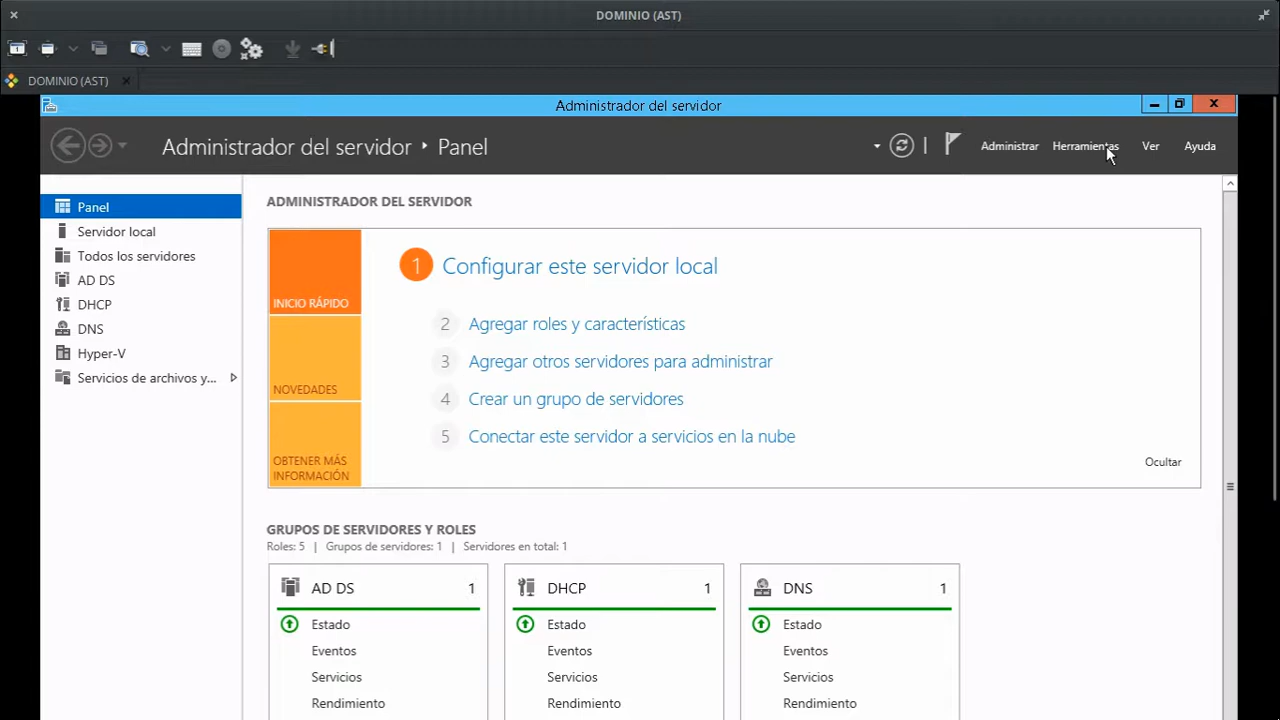 DOMINIO (AST)
DOMINIO (AST)
Administrador del servidor
Administrador del servidor Panel
Administrar Herramientas Ver Ayuda
Panel
Servidor local
Todos los servidores
AD DS
DHCP
DNS
Hyper-V
Servicios de archivos y...
ADMINISTRADOR DEL SERVIDOR
INICIO RÁPIDO
NOVEDADES
OBTENER MÁS
INFORMACIÓN
1 Configurar este servidor local
2 Agregar roles y características
3 Agregar otros servidores para administrar
4 Crear un grupo de servidores
5 Conectar este servidor a servicios en la nube
Ocultar
GRUPOS DE SERVIDORES Y ROLES
Roles: 5 | Grupos de servidores: 1 | Servidores en total: 1
AD DS 1
Estado
Eventos
Servicios
Rendimiento
DHCP 1
Estado
Eventos
Servicios
Rendimiento
DNS 1
Estado
Eventos
Servicios
Rendimiento